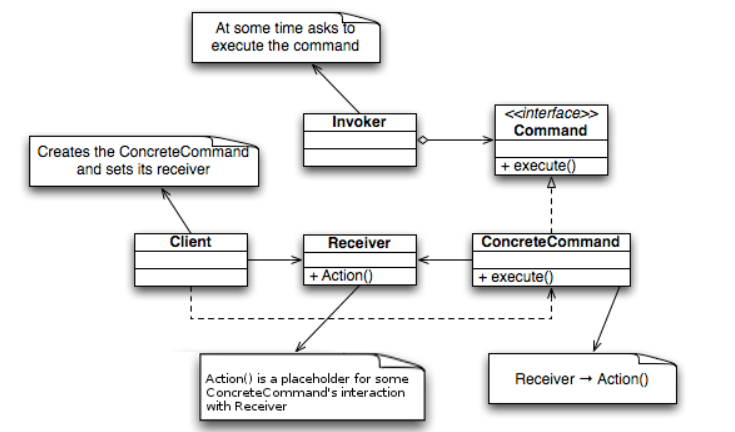 At some time asks to
execute the command
Invoker
<<interface>>
Command
+ execute()
Creates the ConcreteCommand
and sets its receiver
Client
Receiver
+ Action()
ConcreteCommand
+ execute()
Action() is a placeholder for some
ConcreteCommand's interaction
with Receiver
Receiver → Action()